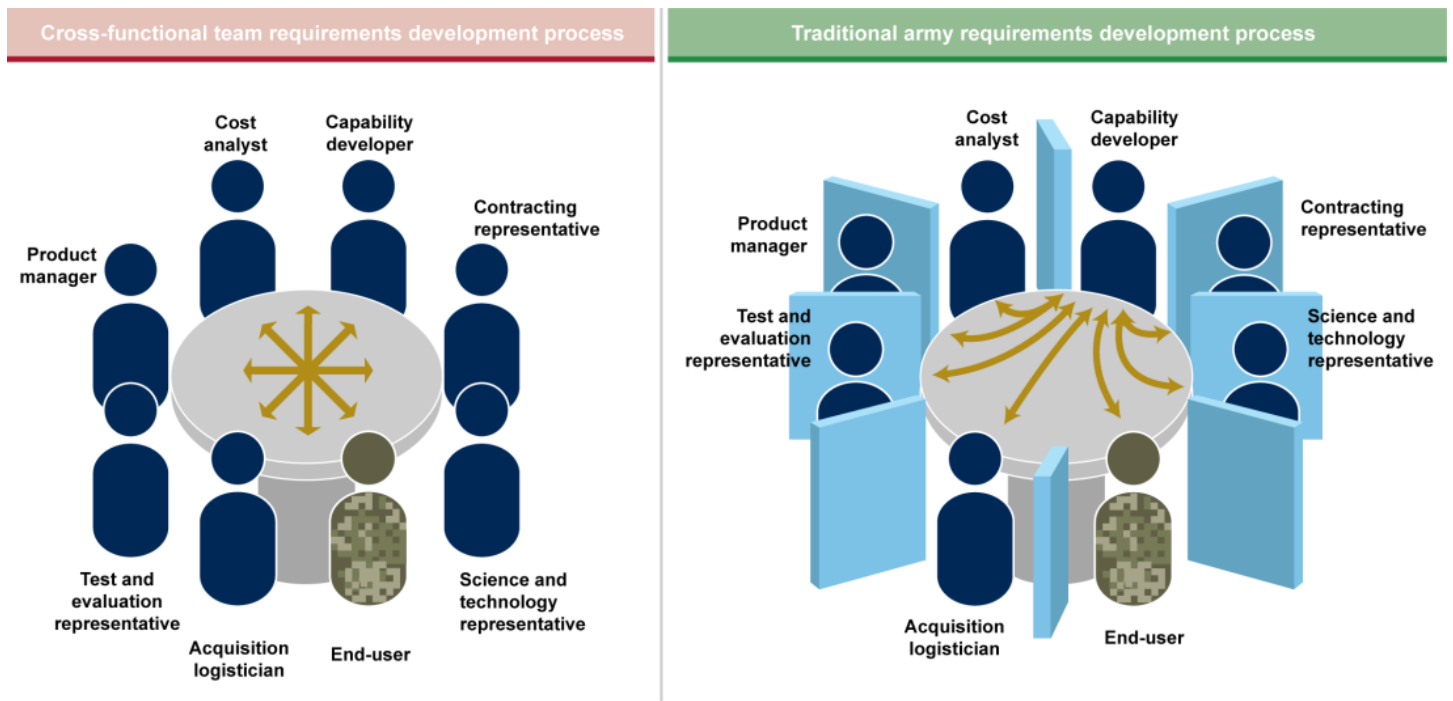 Cross-functional team requirements development process
Cost
analyst
Capability
developer
Contracting
representative
Product
manager
Test and
evaluation
representative
Acquisition
logistician
End-user
Science and
technology
representative
Traditional army requirements development process
Cost
analyst
Capability
developer
Product
manager
Contracting
representative
Test and
evaluation
representative
Science and
technology
representative
Acquisition
logistician
End-user